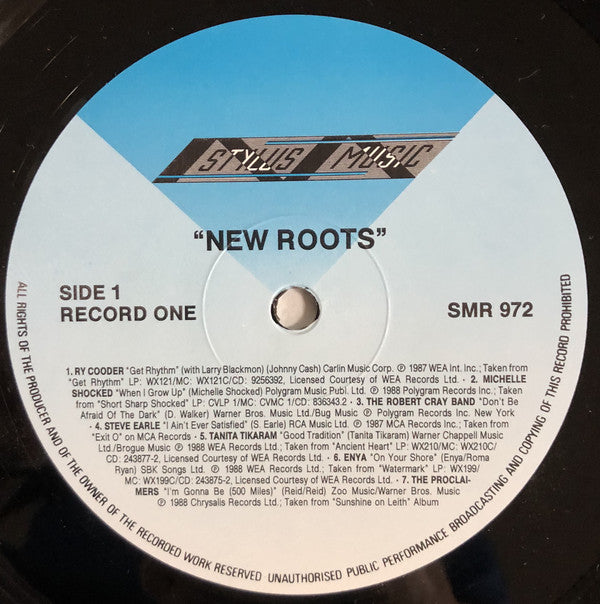 STYLUS MUSIC
"NEW ROOTS"
SIDE 1
RECORD ONE
SMR 972
1. RY COODER "Get Rhythm" (with Larry Blackmon) (Johnny Cash) Carlin Music Corp. ℗ 1987 WEA Int. Inc.; Taken from
"Get Rhythm" LP: WX121/MC: WX121C/CD: 9256392, Licensed Courtesy of WEA Records Ltd. · 2. MICHELLE
SHOCKED "When I Grow Up" (Michelle Shocked) Polygram Music Publ. Ltd. ℗ 1988 Polygram Records Inc.; Taken
from "Short Sharp Shocked" LP: CVLP 1/MC: CVMC 1/CD: 836343.2 · 3. THE ROBERT CRAY BAND "Don't Be
Afraid Of The Dark" (D. Walker) Warner Bros. Music Ltd./Bug Music ℗ Polygram Records Inc. New York
· 4. STEVE EARLE "I Ain't Ever Satisfied" (S. Earle) RCA Music Ltd. ℗ 1987 MCA Records Inc.; Taken from
"Exit O" on MCA Records · 5. TANITA TIKARAM "Good Tradition" (Tanita Tikaram) Warner Chappell Music
Ltd./Brogue Music ℗ 1988 WEA Records Ltd.; Taken from "Ancient Heart" LP: WX210/MC: WX210C/
CD: 243877-2, Licensed Courtesy of WEA Records Ltd. · 6. ENYA "On Your Shore" (Enya/Roma
Ryan) SBK Songs Ltd. ℗ 1988 WEA Records Ltd.; Taken from "Watermark" LP: WX199/
MC: WX199C/CD: 243875-2, Licensed Courtesy of WEA Records Ltd. · 7. THE PROCLAI-
MERS "I'm Gonna Be (500 Miles)" (Reid/Reid) Zoo Music/Warner Bros. Music
℗ 1988 Chrysalis Records Ltd.; Taken from "Sunshine on Leith" Album
ALL RIGHTS OF THE PRODUCER AND OF THE OWNER OF THE RECORDED WORK RESERVED UNAUTHORISED PUBLIC PERFORMANCE BROADCASTING AND COPYING OF THIS RECORD PROHIBITED